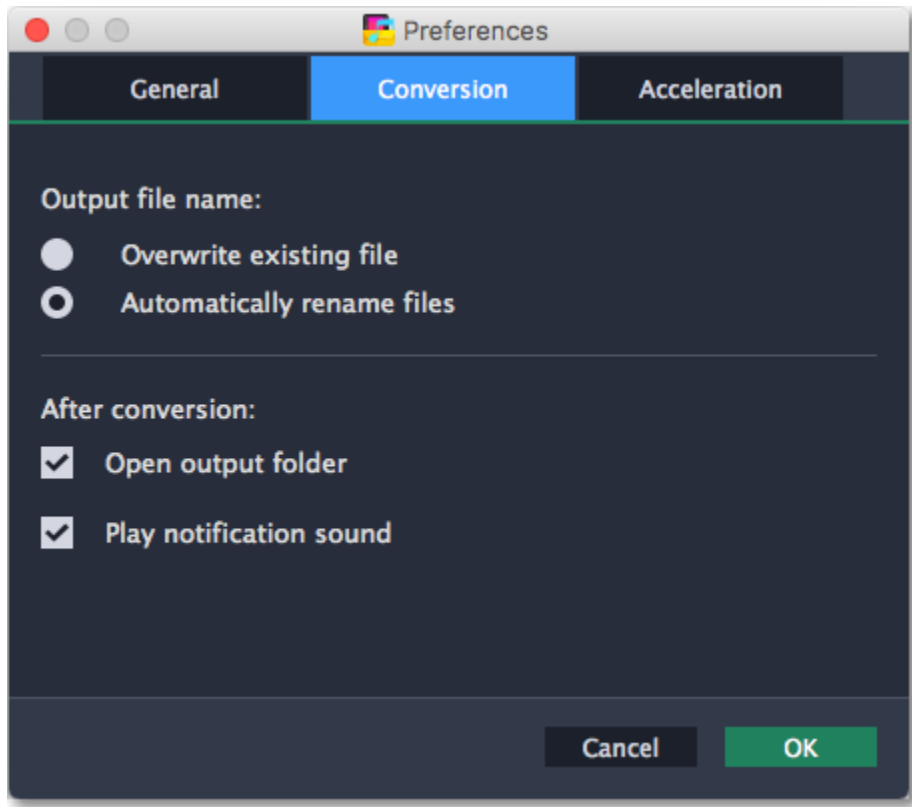 Preferences
General Conversion Acceleration
Output file name:
Overwrite existing file
Automatically rename files
After conversion:
Open output folder
Play notification sound
Cancel OK